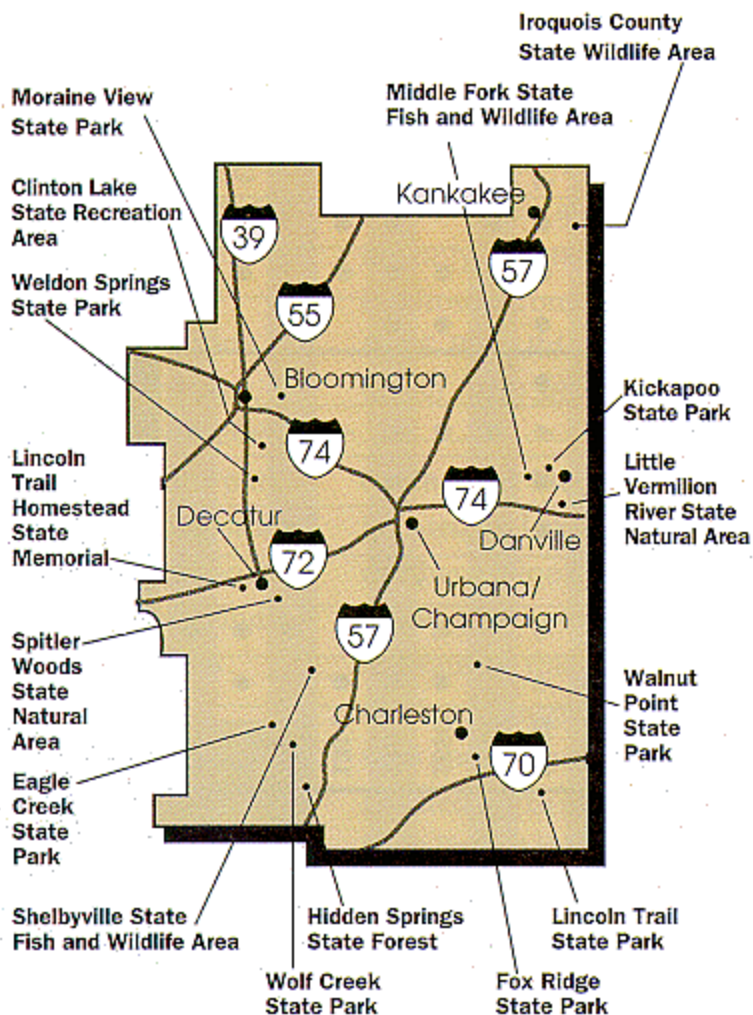 Iroquois County
State Wildlife Area
Moraine View
State Park
Middle Fork State
Fish and Wildlife Area
Clinton Lake
State Recreation
Area
Kankakee
39
57
Weldon Springs
State Park
55
Bloomington
Kickapoo
State Park
74
Lincoln
Trail
Homestead
State
Memorial
74
Little
Vermilion
River State
Natural Area
Decatur
Danville
72
Urbana/
Champaign
57
Spitler
Woods
State
Natural
Area
Walnut
Point
State
Park
Charleston
70
Eagle
Creek
State
Park
Shelbyville State
Fish and Wildlife Area
Hidden Springs
State Forest
Lincoln Trail
State Park
Wolf Creek
State Park
Fox Ridge
State Park